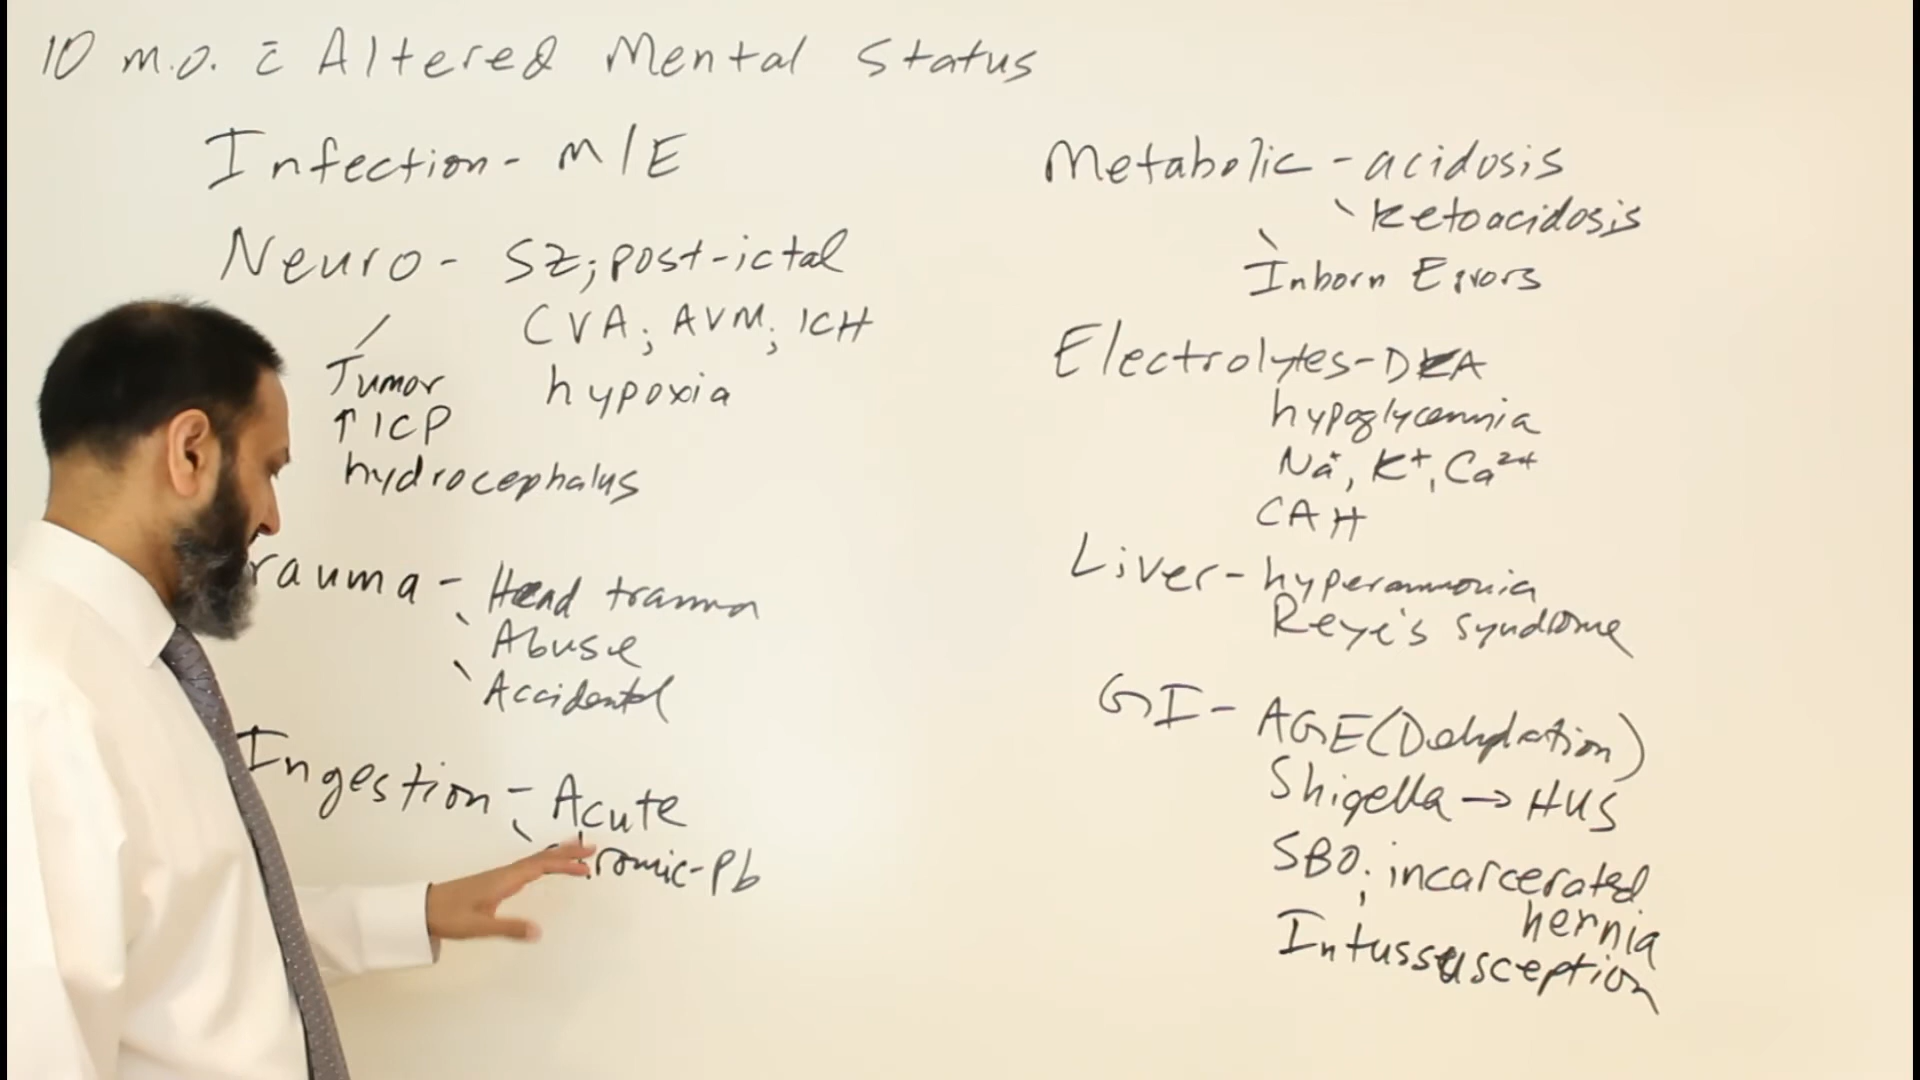 10 m.o. c̄ Altered Mental Status
Infection - M/E
Neuro - SZ; post-ictal
CVA; AVM; ICH
hypoxia
Tumor
↑ICP
hydrocephalus
rauma - Head trauma
Abuse
Accidental
Ingestion - Acute
chronic-Pb
Metabolic - acidosis
ketoacidosis
Inborn Errors
Electrolytes - DKA
hypoglycemia
Na⁺, K⁺, Ca²⁺
CAH
Liver - hyperammonia
Reye's syndrome
GI - AGE (Dehydration)
Shigella → HUS
SBO; incarcerated
hernia
Intussusception